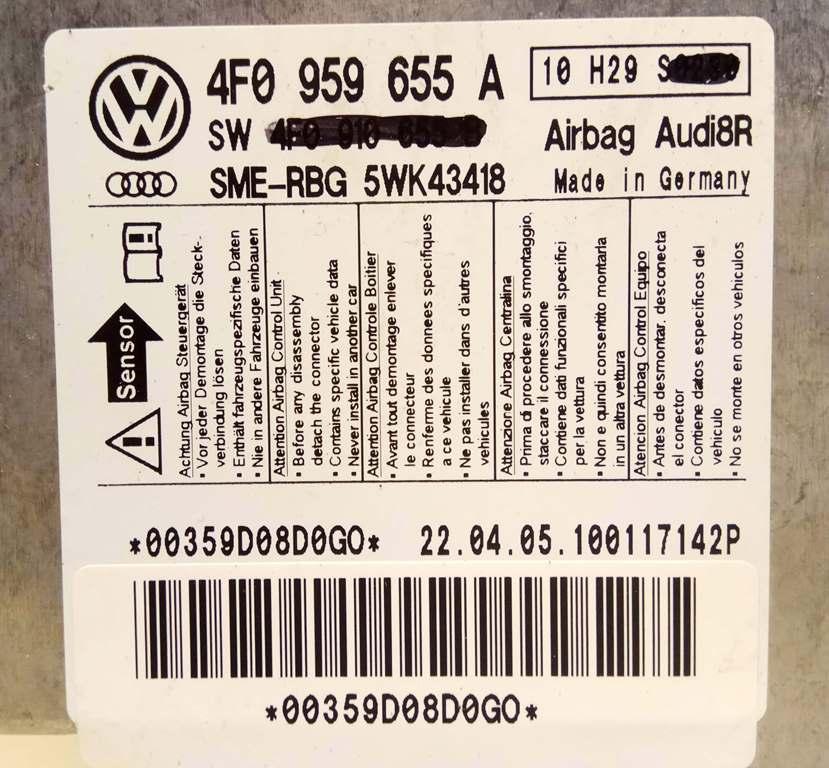 4F0 959 655 A
10 H29
SW
Airbag Audi8R
SME-RBG 5WK43418
Made in Germany
Sensor
Achtung Airbag Steuergerät
• Vor jeder Demontage die Steck-
verbindung lösen
• Enthält fahrzeugspezifische Daten
• Nie in andere Fahrzeuge einbauen
Attention Airbag Control Unit
• Before any disassembly
detach the connector
• Contains specific vehicle data
• Never install in another car
Attention Airbag Controle Boitier
• Avant tout demontage enlever
le connecteur
• Renferme des donnees specifiques
a ce vehicule
• Ne pas installer dans d'autres
vehicules
Attenzione Airbag Centralina
• Prima di procedere allo smontaggio,
staccare il connessione
• Contiene dati funzionali specifici
per la vettura
• Non e quindi consentito montarla
in un altra vettura
Atencion Airbag Control Equipo
• Antes de desmontar, desconecta
el conector
• Contiene datos especificos del
vehiculo
• No se monte en otros vehiculos
*00359D08D0GO*
22.04.05.100117142P
*00359D08D0GO*